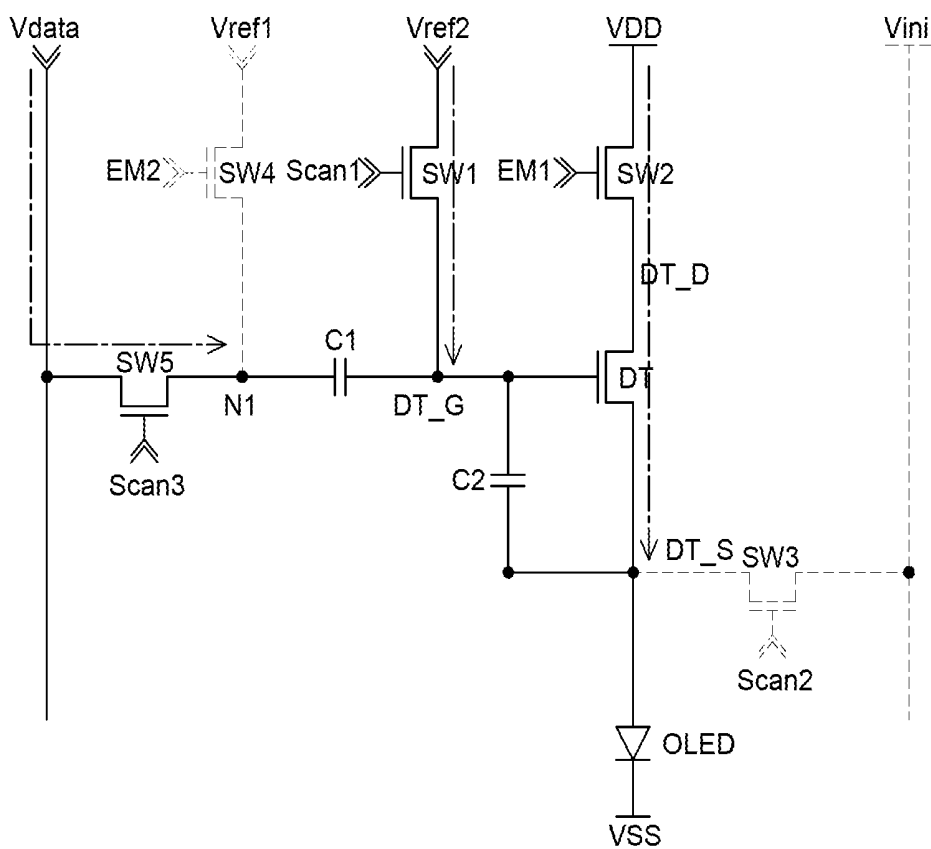 Vdata Vref1 Vref2 VDD Vini
EM2 SW4 Scan1 SW1 EM1 SW2
DT_D
C1
SW5 DT
N1 DT_G
Scan3 C2
DT_S SW3
Scan2
OLED
VSS